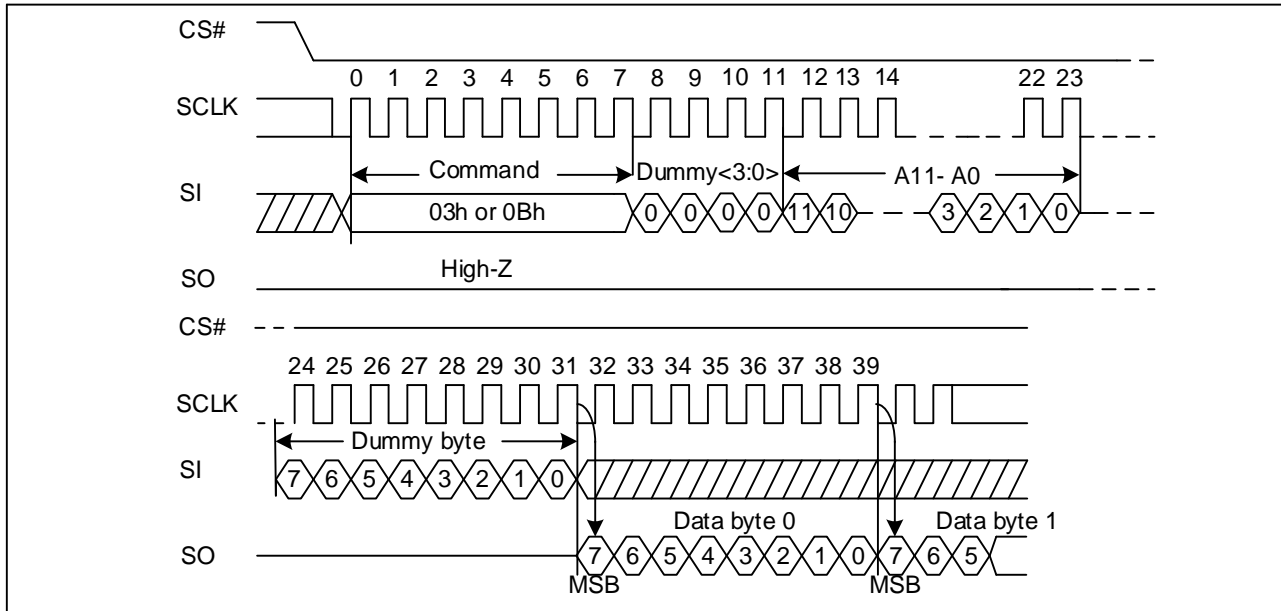 CS#
0 1 2 3 4 5 6 7 8 9 10 11 12 13 14 22 23
SCLK
Command Dummy<3:0> A11- A0
SI
03h or 0Bh 0 0 0 0 11 10 3 2 1 0
High-Z
SO
CS#
24 25 26 27 28 29 30 31 32 33 34 35 36 37 38 39
SCLK
Dummy byte
SI
7 6 5 4 3 2 1 0
Data byte 0 Data byte 1
SO
7 6 5 4 3 2 1 0 7 6 5
MSB MSB